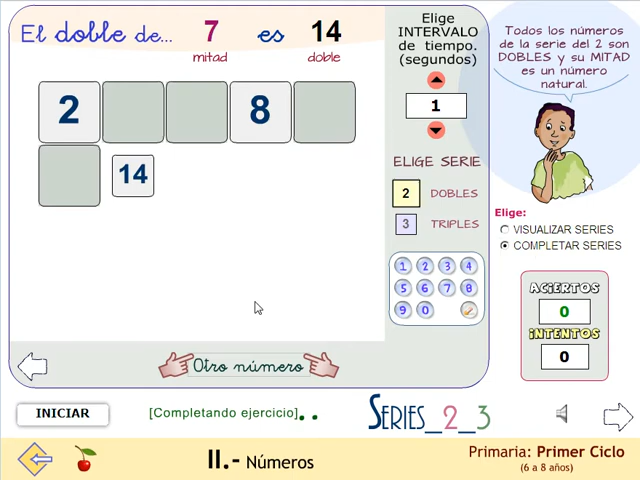 El doble de... 7 es 14
mitad doble
2 8
14
Elige
INTERVALO
de tiempo.
(segundos)
1
ELIGE SERIE
2 DOBLES
3 TRIPLES
1 2 3 4
5 6 7 8
9 0
Todos los números
de la serie del 2 son
DOBLES y su MITAD
es un número
natural.
Elige:
VISUALIZAR SERIES
COMPLETAR SERIES
ACIERTOS
0
INTENTOS
0
Otro número
INICIAR
[Completando ejercicio]..
SERIES_2_3
II.- Números
Primaria: Primer Ciclo
(6 a 8 años)